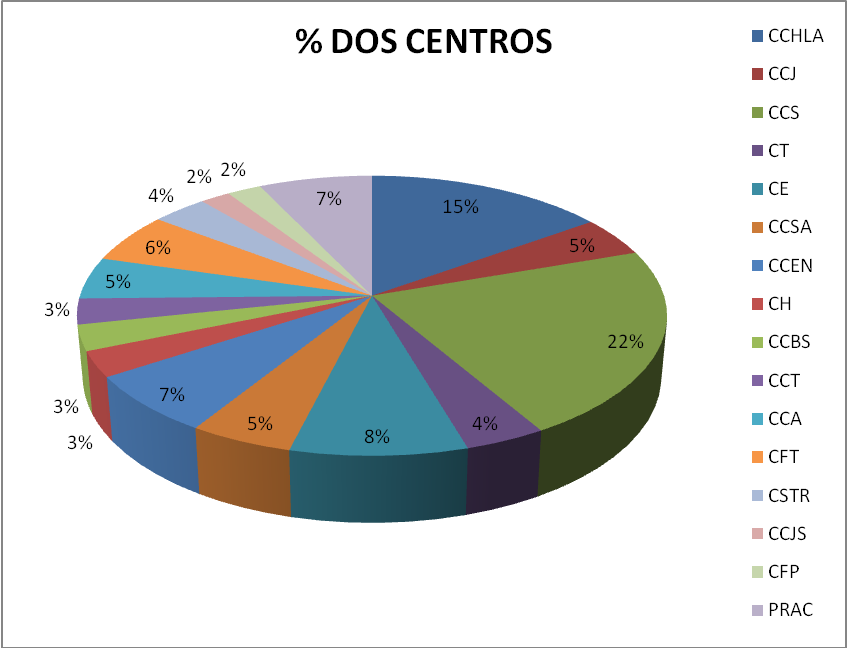 % DOS CENTROS
15%
5%
22%
4%
8%
5%
7%
3%
3%
3%
5%
6%
4%
2%
2%
7%
CCHLA
CCJ
CCS
CT
CE
CCSA
CCEN
CH
CCBS
CCT
CCA
CFT
CSTR
CCJS
CFP
PRAC